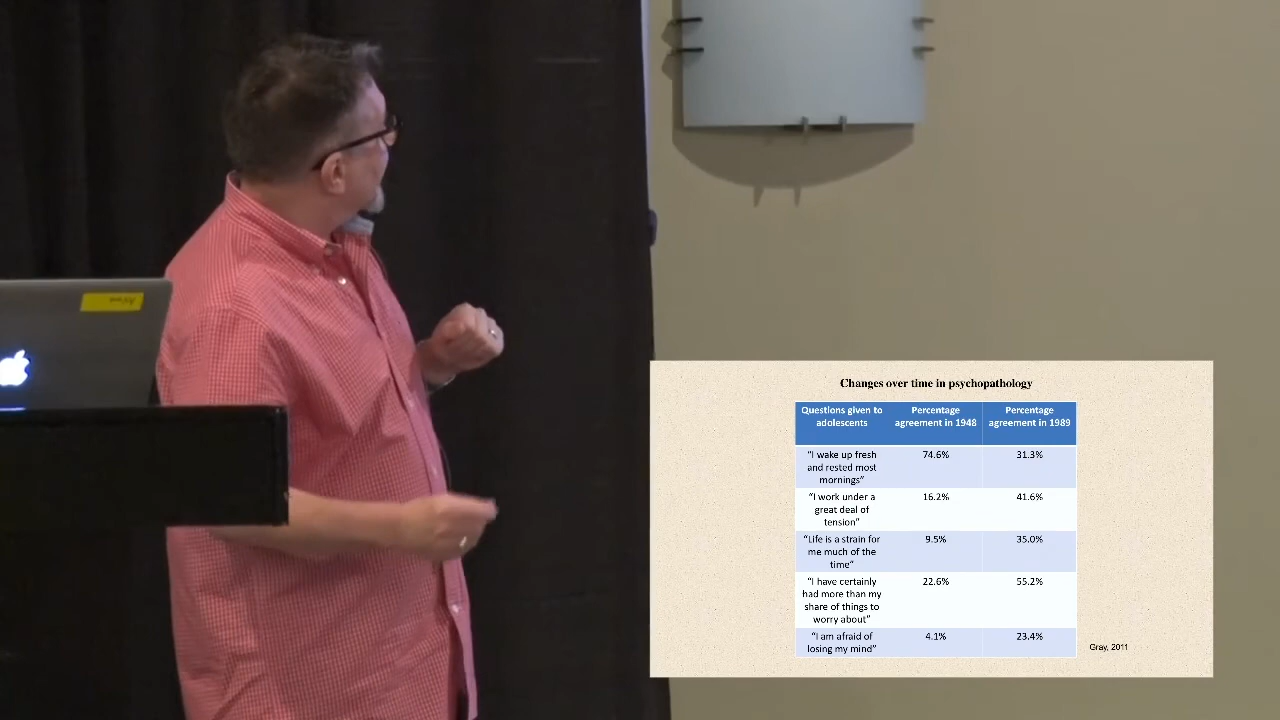 Changes over time in psychopathology
Questions given to adolescents Percentage agreement in 1948 Percentage agreement in 1989
“I wake up fresh and rested most mornings” 74.6% 31.3%
“I work under a great deal of tension” 16.2% 41.6%
“Life is a strain for me much of the time” 9.5% 35.0%
“I have certainly had more than my share of things to worry about” 22.6% 55.2%
“I am afraid of losing my mind” 4.1% 23.4%
Gray, 2011